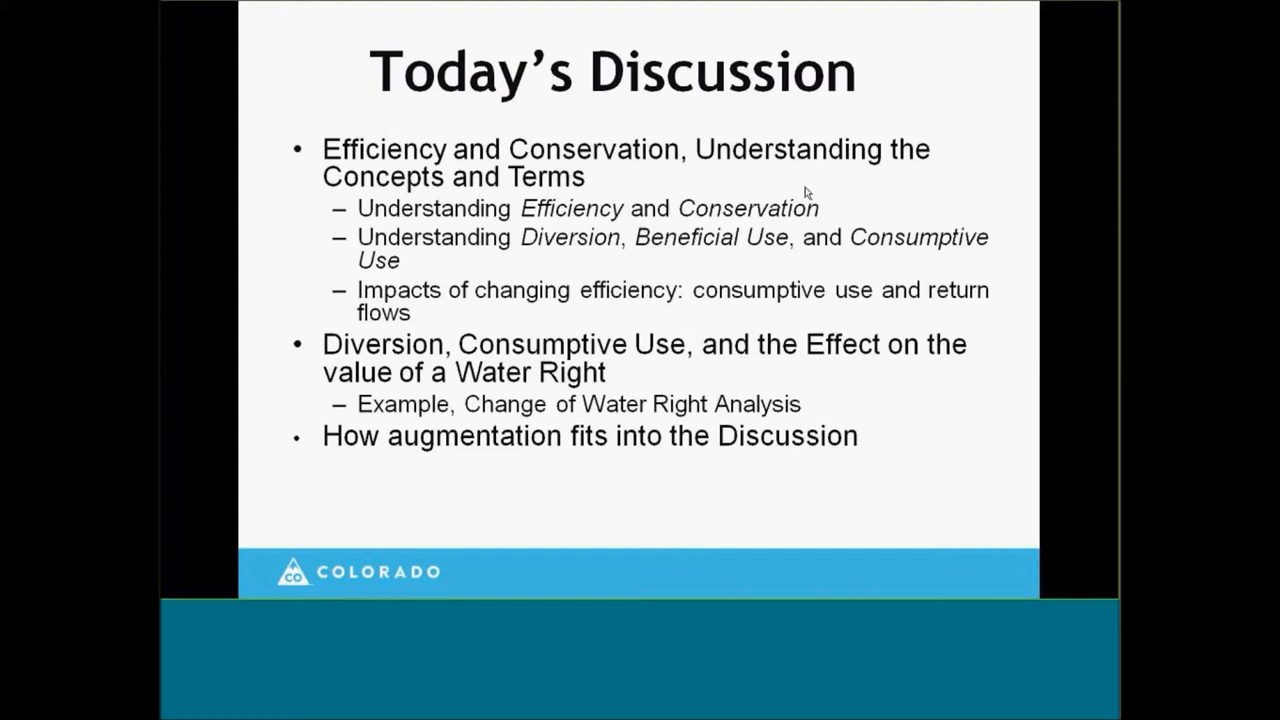 Today's Discussion
• Efficiency and Conservation, Understanding the
Concepts and Terms
– Understanding Efficiency and Conservation
– Understanding Diversion, Beneficial Use, and Consumptive
Use
– Impacts of changing efficiency: consumptive use and return
flows
• Diversion, Consumptive Use, and the Effect on the
value of a Water Right
– Example, Change of Water Right Analysis
• How augmentation fits into the Discussion
CO COLORADO